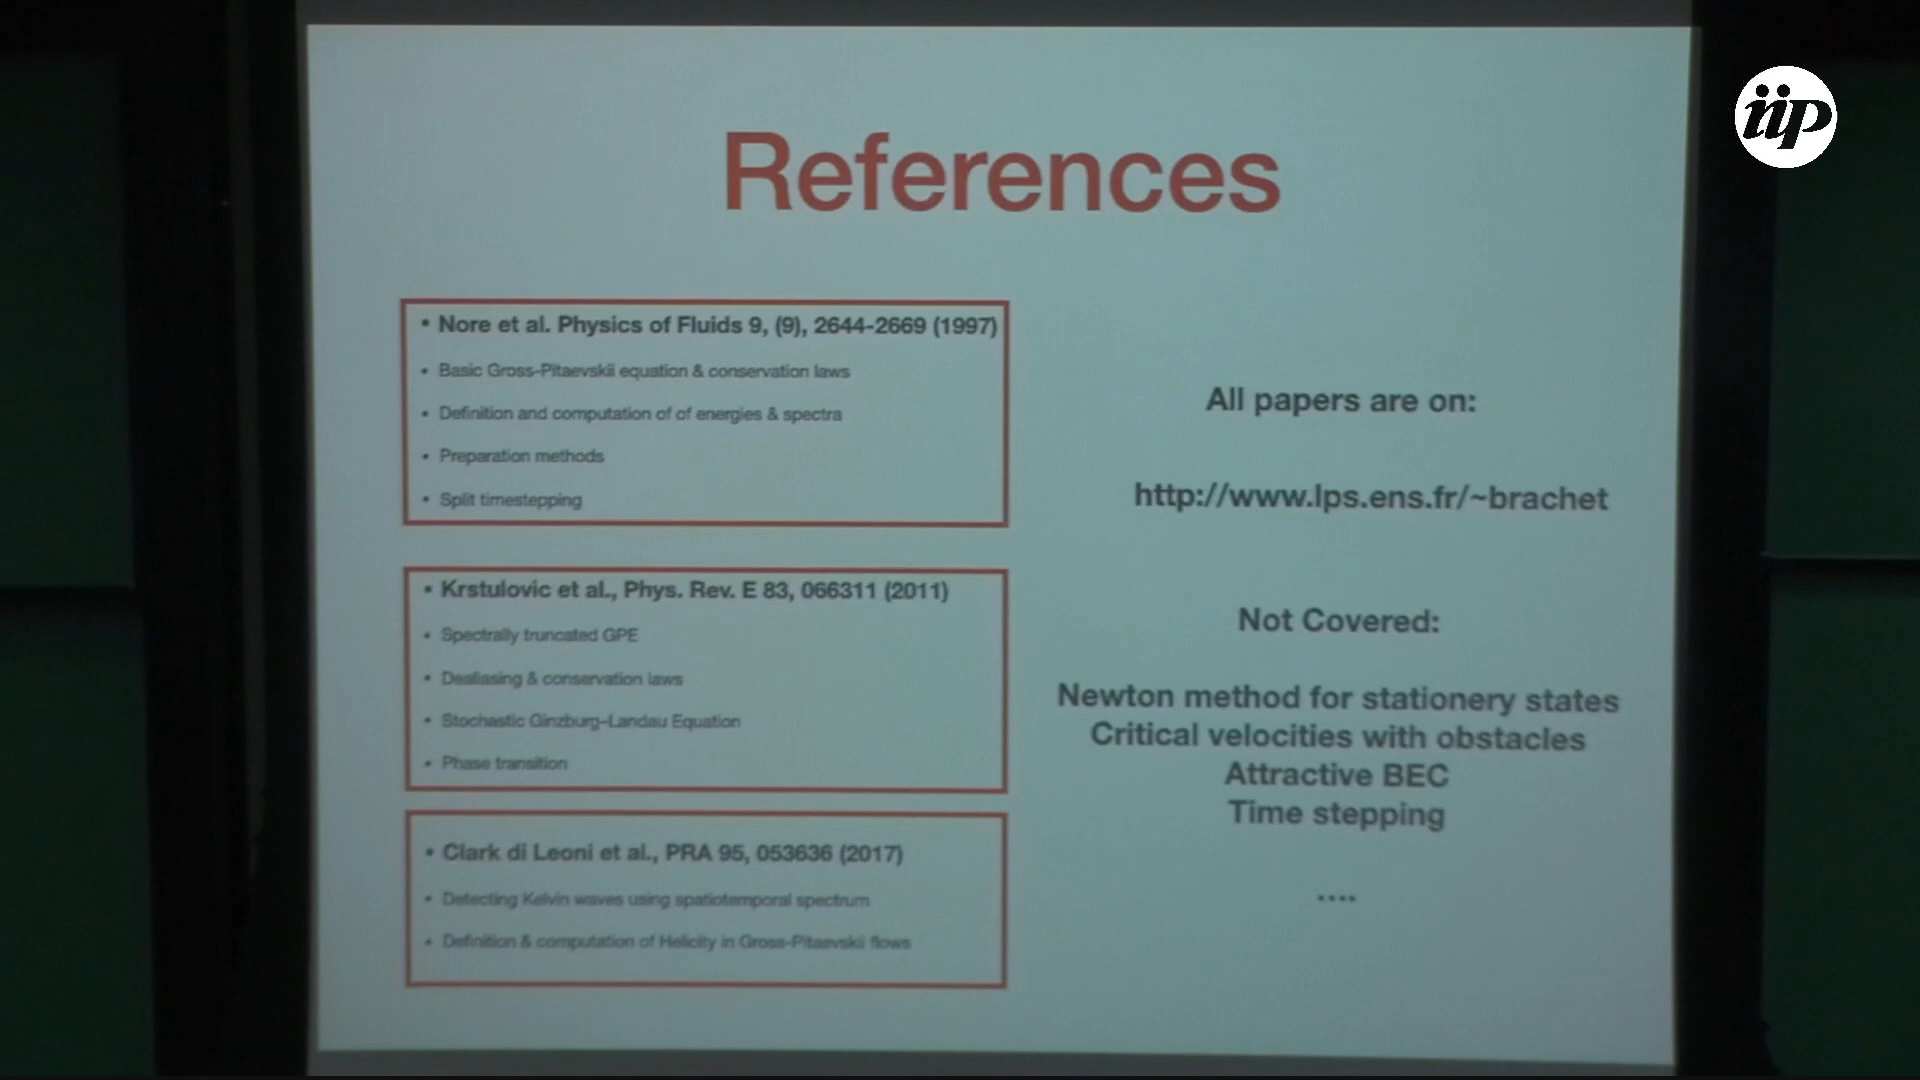 iip
References
• Nore et al. Physics of Fluids 9, (9), 2644-2669 (1997)
• Basic Gross-Pitaevskii equation & conservation laws
• Definition and computation of of energies & spectra
• Preparation methods
• Split timestepping
• Krstulovic et al., Phys. Rev. E 83, 066311 (2011)
• Spectrally truncated GPE
• Dealiasing & conservation laws
• Stochastic Ginzburg–Landau Equation
• Phase transition
• Clark di Leoni et al., PRA 95, 053636 (2017)
• Detecting Kelvin waves using spatiotemporal spectrum
• Definition & computation of Helicity in Gross-Pitaevskii flows
All papers are on:
http://www.lps.ens.fr/~brachet
Not Covered:
Newton method for stationery states
Critical velocities with obstacles
Attractive BEC
Time stepping
....